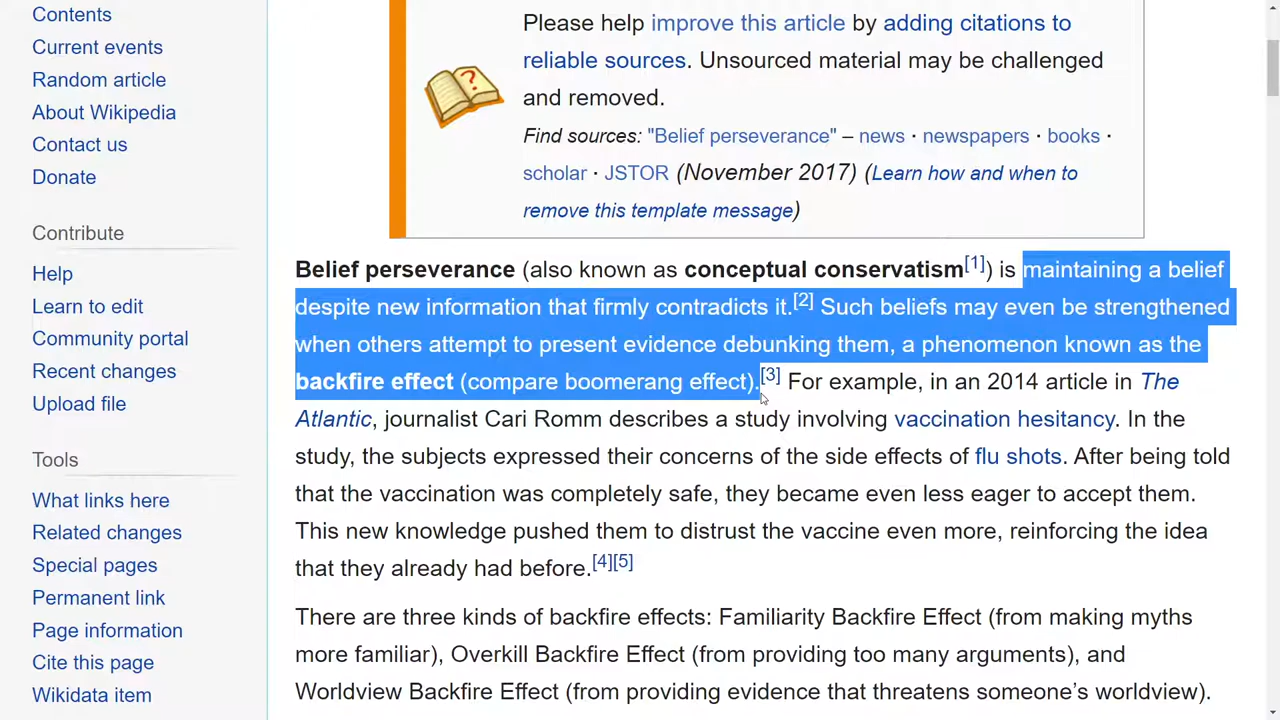 Contents
Current events
Random article
About Wikipedia
Contact us
Donate
Contribute
Help
Learn to edit
Community portal
Recent changes
Upload file
Tools
What links here
Related changes
Special pages
Permanent link
Page information
Cite this page
Wikidata item
Please help improve this article by adding citations to
reliable sources. Unsourced material may be challenged
and removed.
Find sources: "Belief perseverance" – news · newspapers · books ·
scholar · JSTOR (November 2017) (Learn how and when to
remove this template message)
Belief perseverance (also known as conceptual conservatism[1]) is maintaining a belief
despite new information that firmly contradicts it.[2] Such beliefs may even be strengthened
when others attempt to present evidence debunking them, a phenomenon known as the
backfire effect (compare boomerang effect).[3] For example, in an 2014 article in The
Atlantic, journalist Cari Romm describes a study involving vaccination hesitancy. In the
study, the subjects expressed their concerns of the side effects of flu shots. After being told
that the vaccination was completely safe, they became even less eager to accept them.
This new knowledge pushed them to distrust the vaccine even more, reinforcing the idea
that they already had before.[4][5]
There are three kinds of backfire effects: Familiarity Backfire Effect (from making myths
more familiar), Overkill Backfire Effect (from providing too many arguments), and
Worldview Backfire Effect (from providing evidence that threatens someone’s worldview).